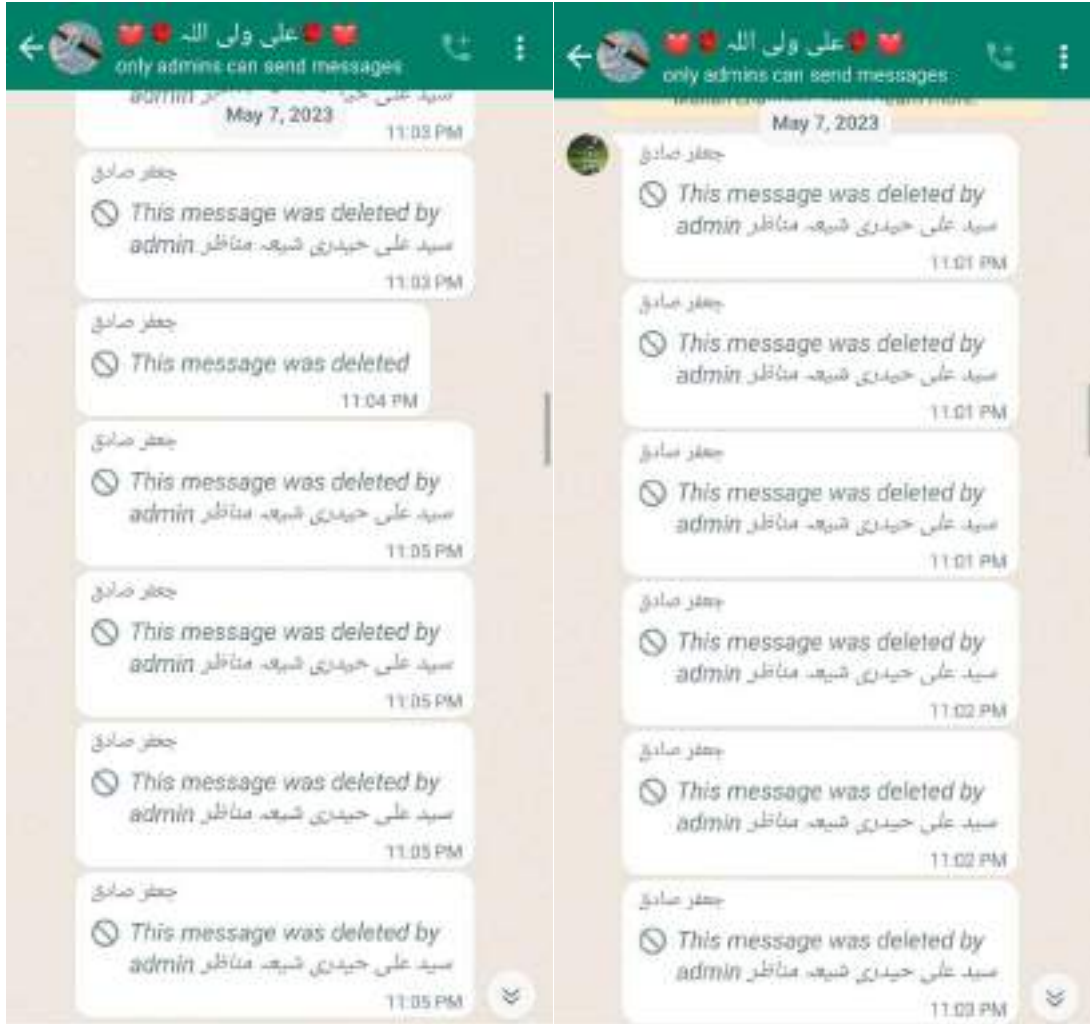 علی ولی اللہ
only admins can send messages
May 7, 2023
سید علی admin
11:03 PM
جعفر صادق
This message was deleted by
admin سید علی حیدری شیعہ مناظر
11:03 PM
جعفر صادق
This message was deleted
11:04 PM
جعفر صادق
This message was deleted by
admin سید علی حیدری شیعہ مناظر
11:05 PM
جعفر صادق
This message was deleted by
admin سید علی حیدری شیعہ مناظر
11:05 PM
جعفر صادق
This message was deleted by
admin سید علی حیدری شیعہ مناظر
11:05 PM
جعفر صادق
This message was deleted by
admin سید علی حیدری شیعہ مناظر
11:05 PM
علی ولی اللہ
only admins can send messages
May 7, 2023
جعفر صادق
This message was deleted by
admin سید علی حیدری شیعہ مناظر
11:01 PM
جعفر صادق
This message was deleted by
admin سید علی حیدری شیعہ مناظر
11:01 PM
جعفر صادق
This message was deleted by
admin سید علی حیدری شیعہ مناظر
11:01 PM
جعفر صادق
This message was deleted by
admin سید علی حیدری شیعہ مناظر
11:02 PM
جعفر صادق
This message was deleted by
admin سید علی حیدری شیعہ مناظر
11:02 PM
جعفر صادق
This message was deleted by
admin سید علی حیدری شیعہ مناظر
11:03 PM